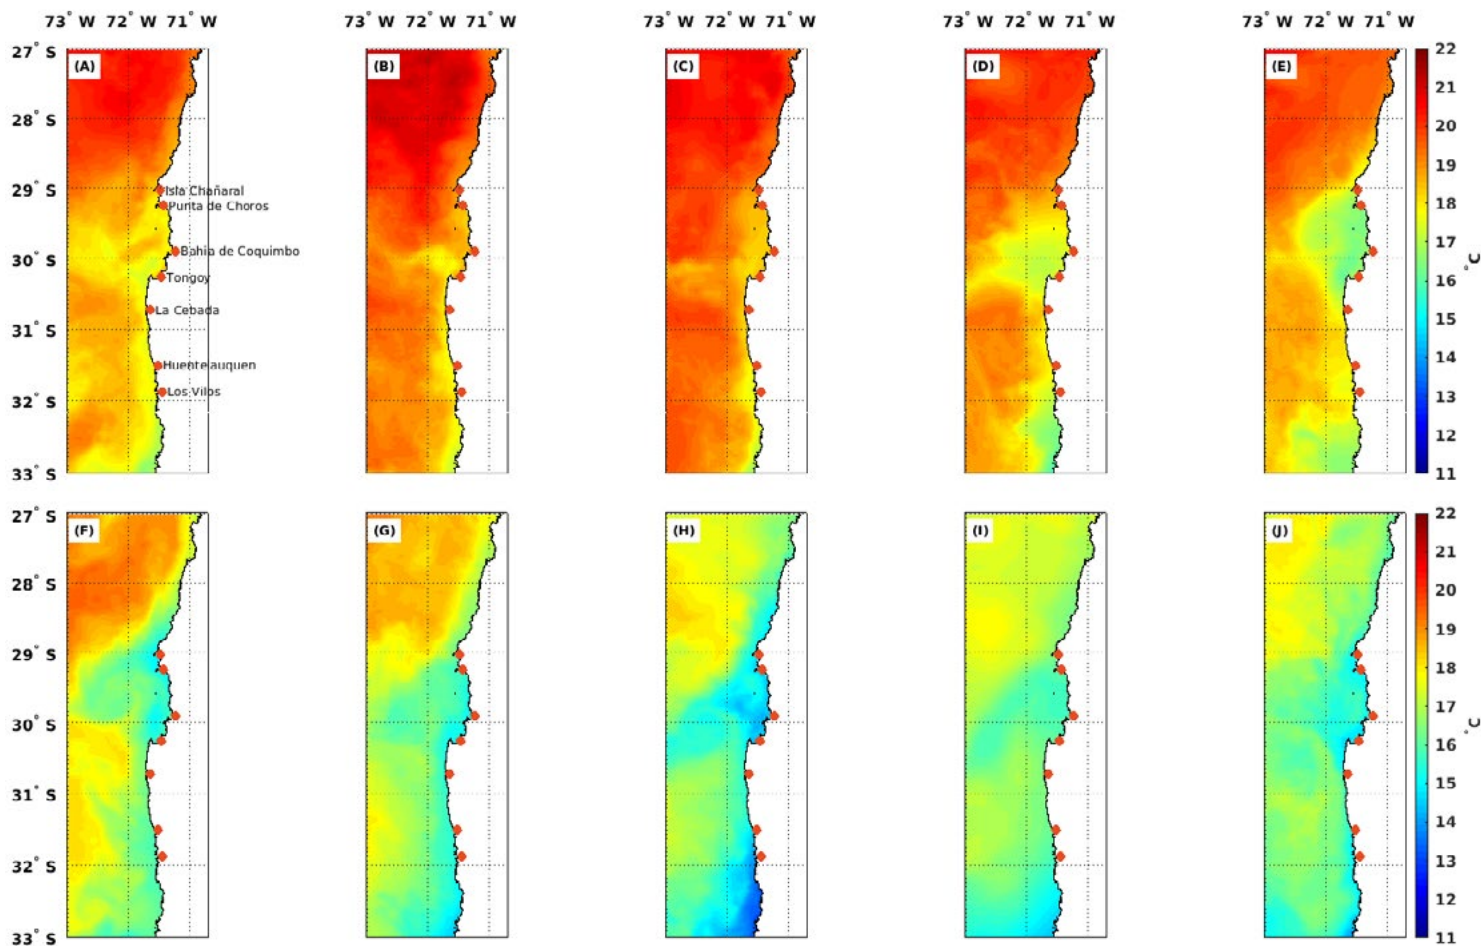 73° W 72° W 71° W 73° W 72° W 71° W 73° W 72° W 71° W 73° W 72° W 71° W 73° W 72° W 71° W
27° S (A) (B) (C) (D) (E) 22
21
28° S 20
19
29° S Isla Chañaral 18
Punta de Choros
17
Bahia de Coquimbo
30° S 16 °C
Tongoy
La Cebada 15
31° S
14
Huentelauquen
13
Los Vilos
32° S 12
33° S 11
27° S (F) (G) (H) (I) (J) 22
21
28° S 20
19
29° S 18
17
30° S 16 °C
15
31° S 14
13
32° S 12
33° S 11